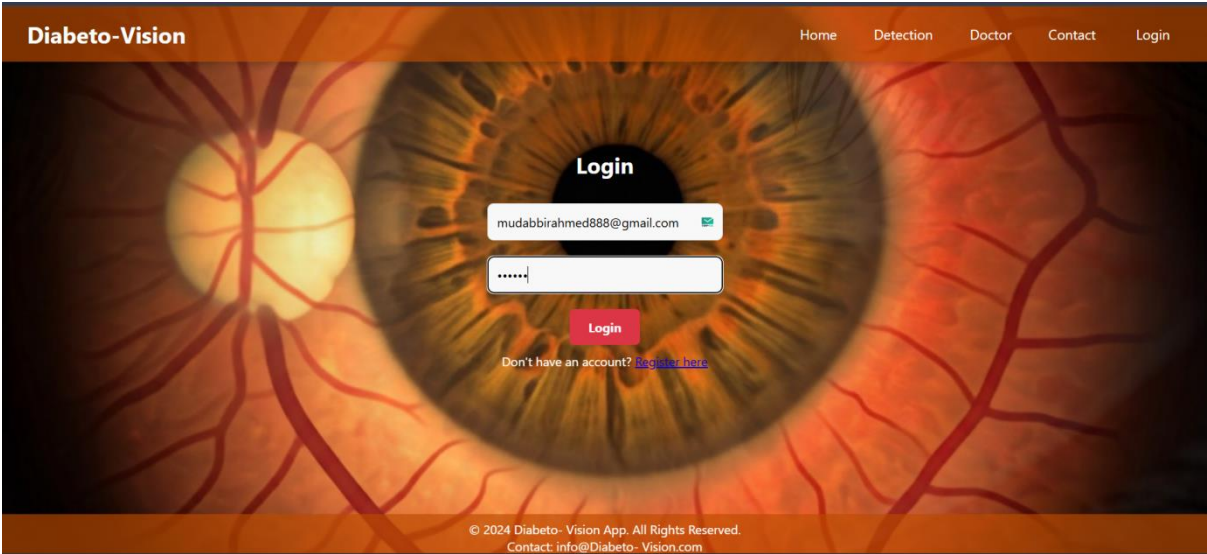 Diabeto-Vision
Home Detection Doctor Contact Login
Login
mudabbirahmed888@gmail.com
••••••
Login
Don't have an account? Register here
© 2024 Diabeto- Vision App. All Rights Reserved.
Contact: info@Diabeto- Vision.com